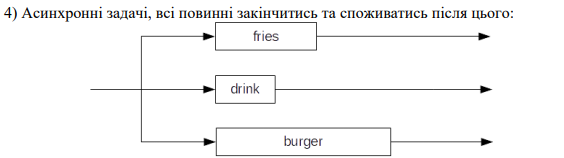 4) Асинхронні задачі, всі повинні закінчитись та споживатись після цього:
fries
drink
burger